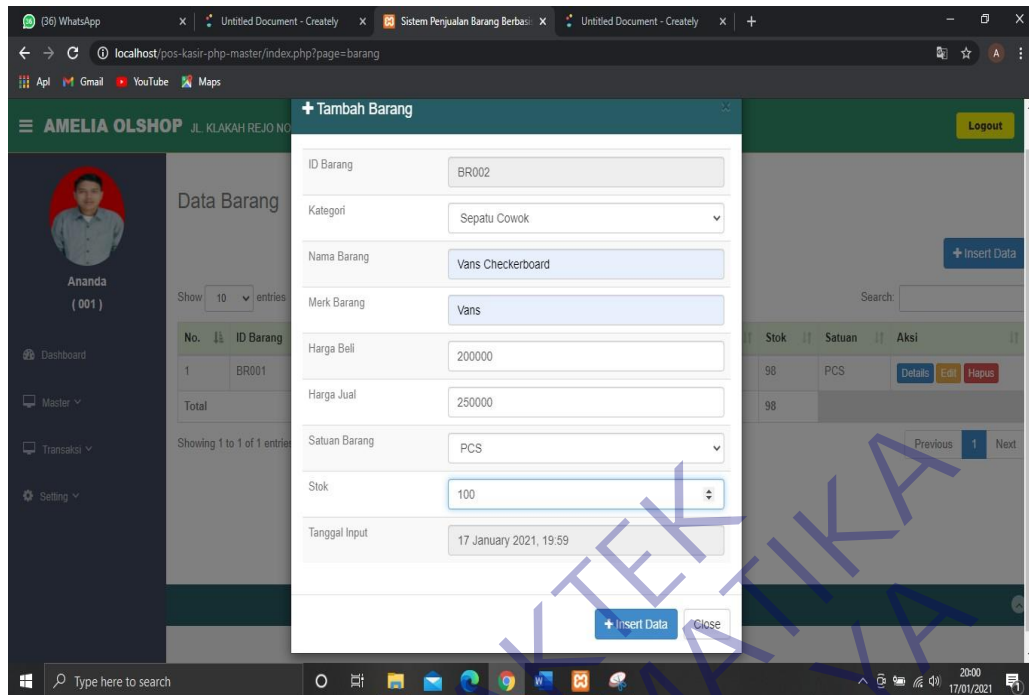 (36) WhatsApp
Untitled Document - Creately
Sistem Penjualan Barang Berbasis
Untitled Document - Creately
localhost/pos-kasir-php-master/index.php?page=barang
A
Apl Gmail YouTube Maps
AMELIA OLSHOP JL. KLAKAH REJO NO
Logout
+ Tambah Barang
x
ID Barang BR002
Kategori Sepatu Cowok
Nama Barang Vans Checkerboard
Merk Barang Vans
Harga Beli 200000
Harga Jual 250000
Satuan Barang PCS
Stok 100
Tanggal Input 17 January 2021, 19:59
+ Insert Data Close
Ananda
( 001 )
Dashboard
Master
Transaksi
Setting
Data Barang
+ Insert Data
Show 10 entries
Search:
No. ID Barang Stok Satuan Aksi
1 BR001 98 PCS Details Edit Hapus
Total 98
Showing 1 to 1 of 1 entries
Previous 1 Next
Type here to search
20:00
17/01/2021